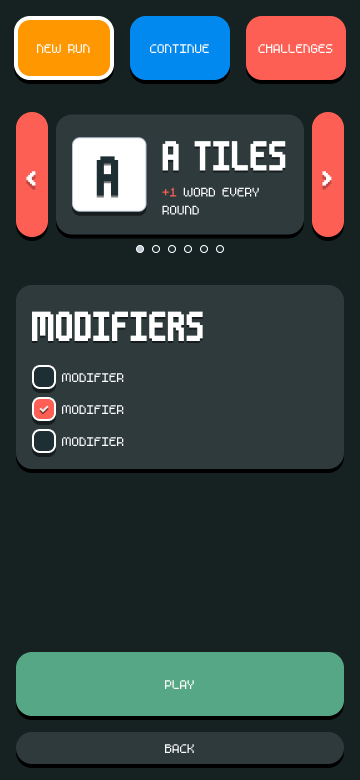 NEW RUN
CONTINUE
CHALLENGES
A
A TILES
+1 WORD EVERY
ROUND
MODIFIERS
MODIFIER
MODIFIER
MODIFIER
PLAY
BACK